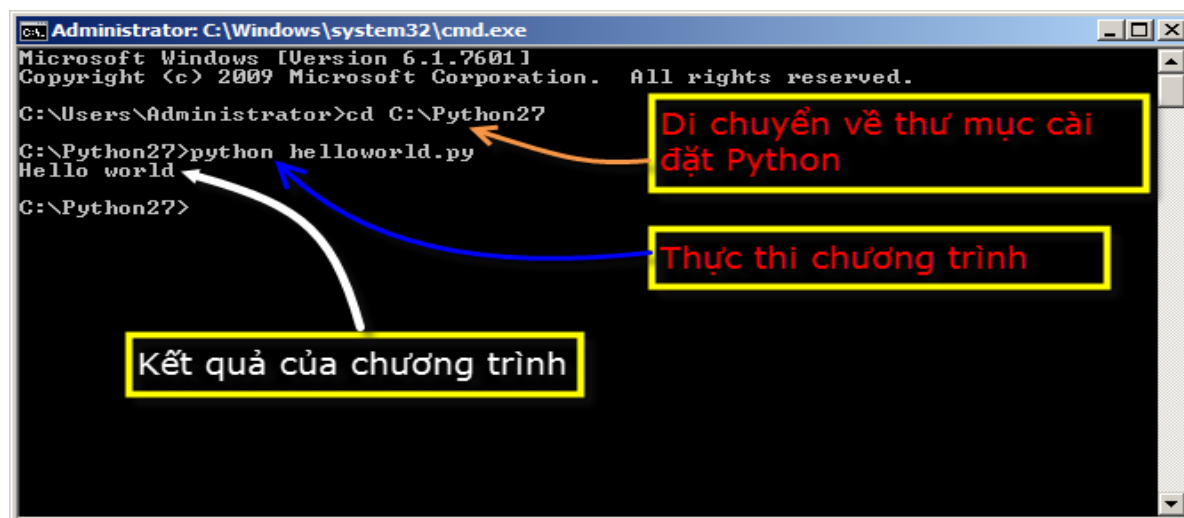 Administrator: C:\Windows\system32\cmd.exe
Microsoft Windows [Version 6.1.7601]
Copyright (c) 2009 Microsoft Corporation.  All rights reserved.
C:\Users\Administrator>cd C:\Python27
Di chuyển về thư mục cài
đặt Python
C:\Python27>python helloworld.py
Hello world
C:\Python27>
Thực thi chương trình
Kết quả của chương trình